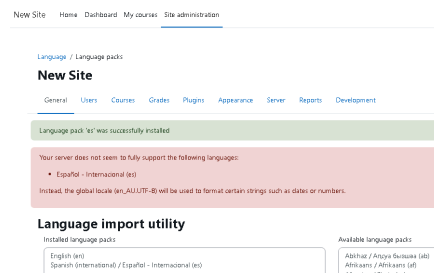 New Site Home Dashboard My courses Site administration
Language / Language packs
New Site
General Users Courses Grades Plugins Appearance Server Reports Development
Language pack 'es' was successfully installed
Your server does not seem to fully support the following languages:
Español - Internacional (es)
Instead, the global locale (en_AU.UTF-8) will be used to format certain strings such as dates or numbers.
Language import utility
Installed language packs Available language packs
English (en)
Spanish (international) / Español - Internacional (es)
Abkhaz / Аҧсуа бызшәа (ab)
Afrikaans / Afrikaans (af)